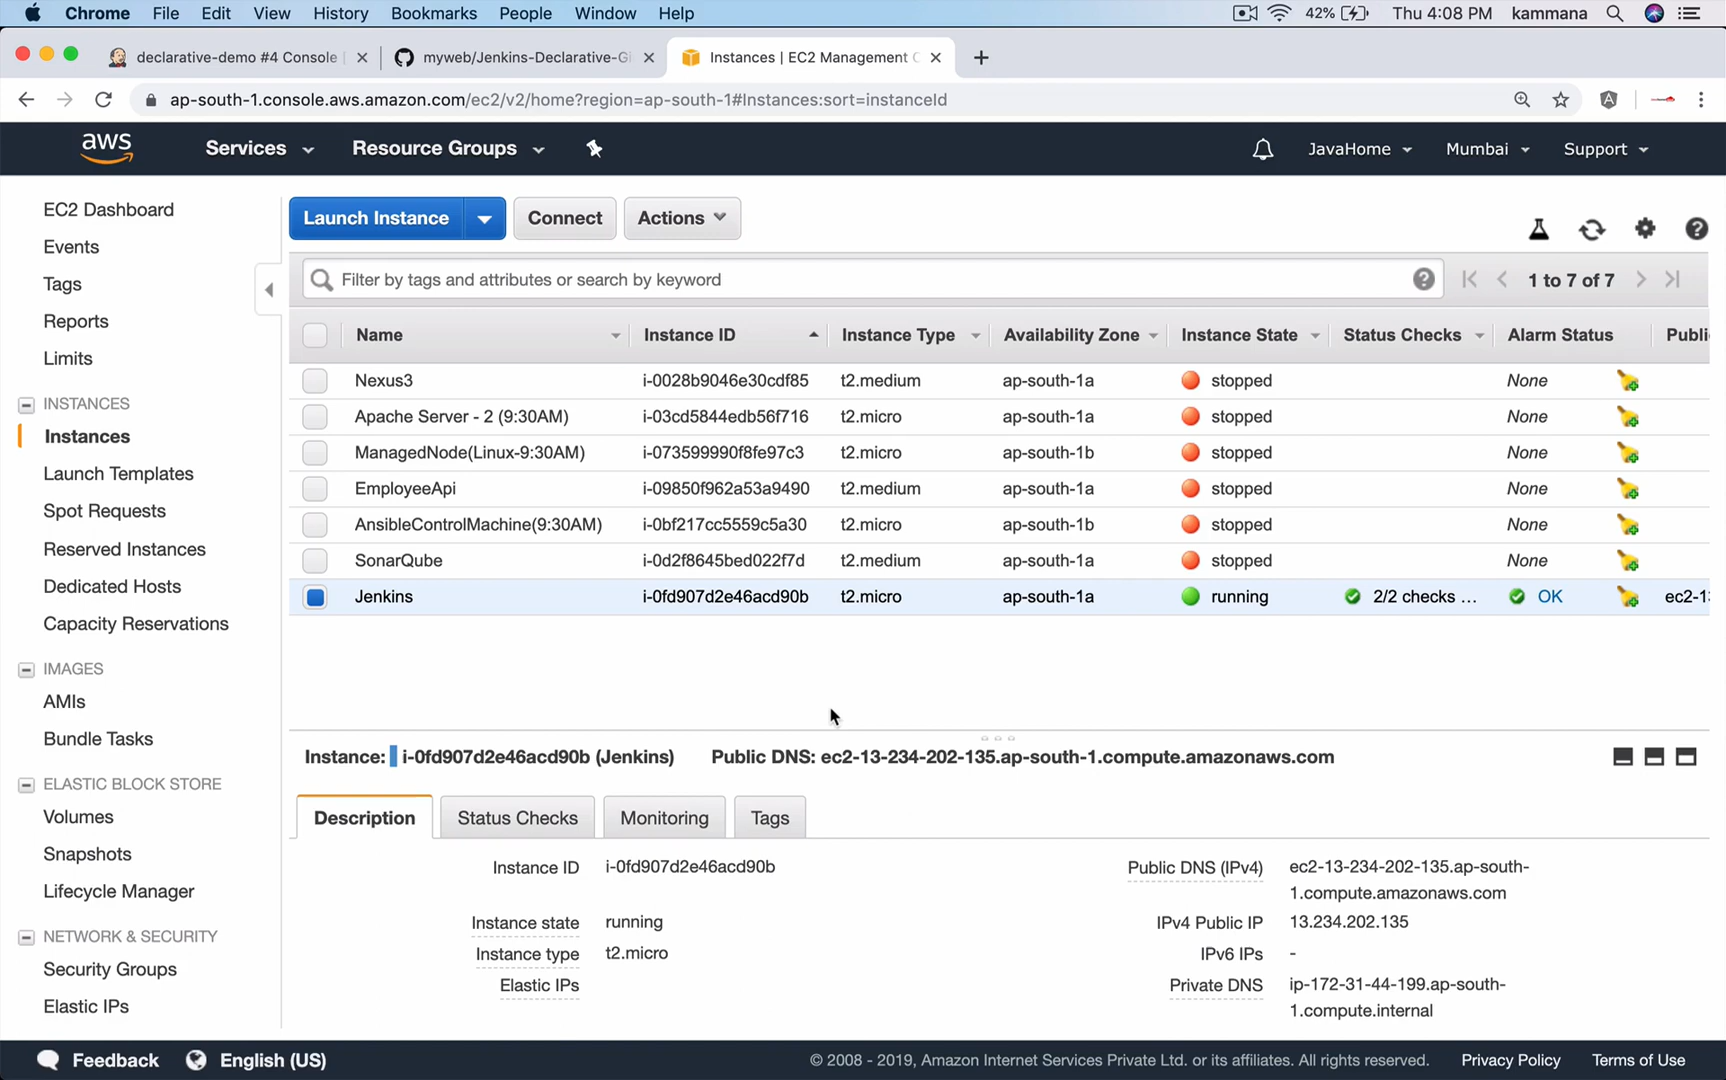 Chrome File Edit View History Bookmarks People Window Help 42% Thu 4:08 PM kammana
declarative-demo #4 Console
myweb/Jenkins-Declarative-Gi
Instances | EC2 Management C
ap-south-1.console.aws.amazon.com/ec2/v2/home?region=ap-south-1#Instances:sort=instanceId
aws Services Resource Groups JavaHome Mumbai Support
EC2 Dashboard
Events
Tags
Reports
Limits
INSTANCES
Instances
Launch Templates
Spot Requests
Reserved Instances
Dedicated Hosts
Capacity Reservations
IMAGES
AMIs
Bundle Tasks
ELASTIC BLOCK STORE
Volumes
Snapshots
Lifecycle Manager
NETWORK & SECURITY
Security Groups
Elastic IPs
Launch Instance Connect Actions
Filter by tags and attributes or search by keyword
1 to 7 of 7
Name Instance ID Instance Type Availability Zone Instance State Status Checks Alarm Status Publi
Nexus3 i-0028b9046e30cdf85 t2.medium ap-south-1a stopped None
Apache Server - 2 (9:30AM) i-03cd5844edb56f716 t2.micro ap-south-1a stopped None
ManagedNode(Linux-9:30AM) i-073599990f8fe97c3 t2.micro ap-south-1b stopped None
EmployeeApi i-09850f962a53a9490 t2.medium ap-south-1a stopped None
AnsibleControlMachine(9:30AM) i-0bf217cc5559c5a30 t2.micro ap-south-1b stopped None
SonarQube i-0d2f8645bed022f7d t2.medium ap-south-1a stopped None
Jenkins i-0fd907d2e46acd90b t2.micro ap-south-1a running 2/2 checks ... OK ec2-1
Instance: i-0fd907d2e46acd90b (Jenkins) Public DNS: ec2-13-234-202-135.ap-south-1.compute.amazonaws.com
Description Status Checks Monitoring Tags
Instance ID i-0fd907d2e46acd90b
Instance state running
Instance type t2.micro
Elastic IPs
Public DNS (IPv4) ec2-13-234-202-135.ap-south-
1.compute.amazonaws.com
IPv4 Public IP 13.234.202.135
IPv6 IPs -
Private DNS ip-172-31-44-199.ap-south-
1.compute.internal
Feedback English (US) © 2008 - 2019, Amazon Internet Services Private Ltd. or its affiliates. All rights reserved. Privacy Policy Terms of Use